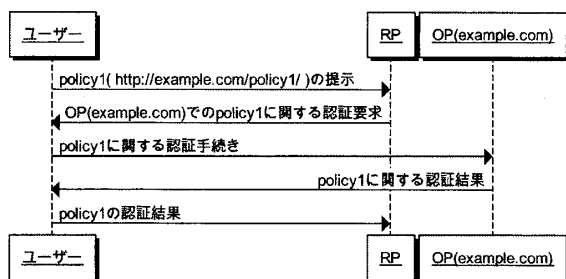 ユーザー RP OP(example.com)
policy1( http://example.com/policy1/ )の提示
OP(example.com)でのpolicy1に関する認証要求
policy1に関する認証手続き
policy1に関する認証結果
policy1の認証結果
ユーザー RP OP(example.com)